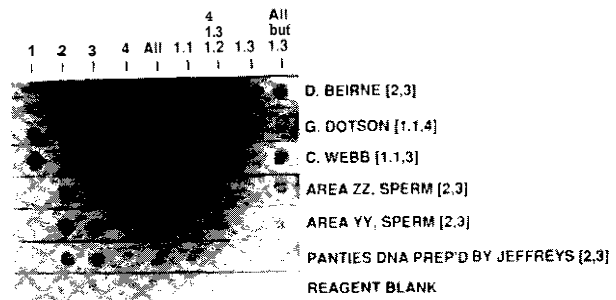 4 All
1.3 but
1 2 3 4 All 1.1 1.2 1.3 1.3
D. BEIRNE [2,3]
G. DOTSON [1.1,4]
C. WEBB [1.1,3]
AREA ZZ, SPERM [2,3]
AREA YY, SPERM [2,3]
PANTIES DNA PREP'D BY JEFFREYS [2,3]
REAGENT BLANK